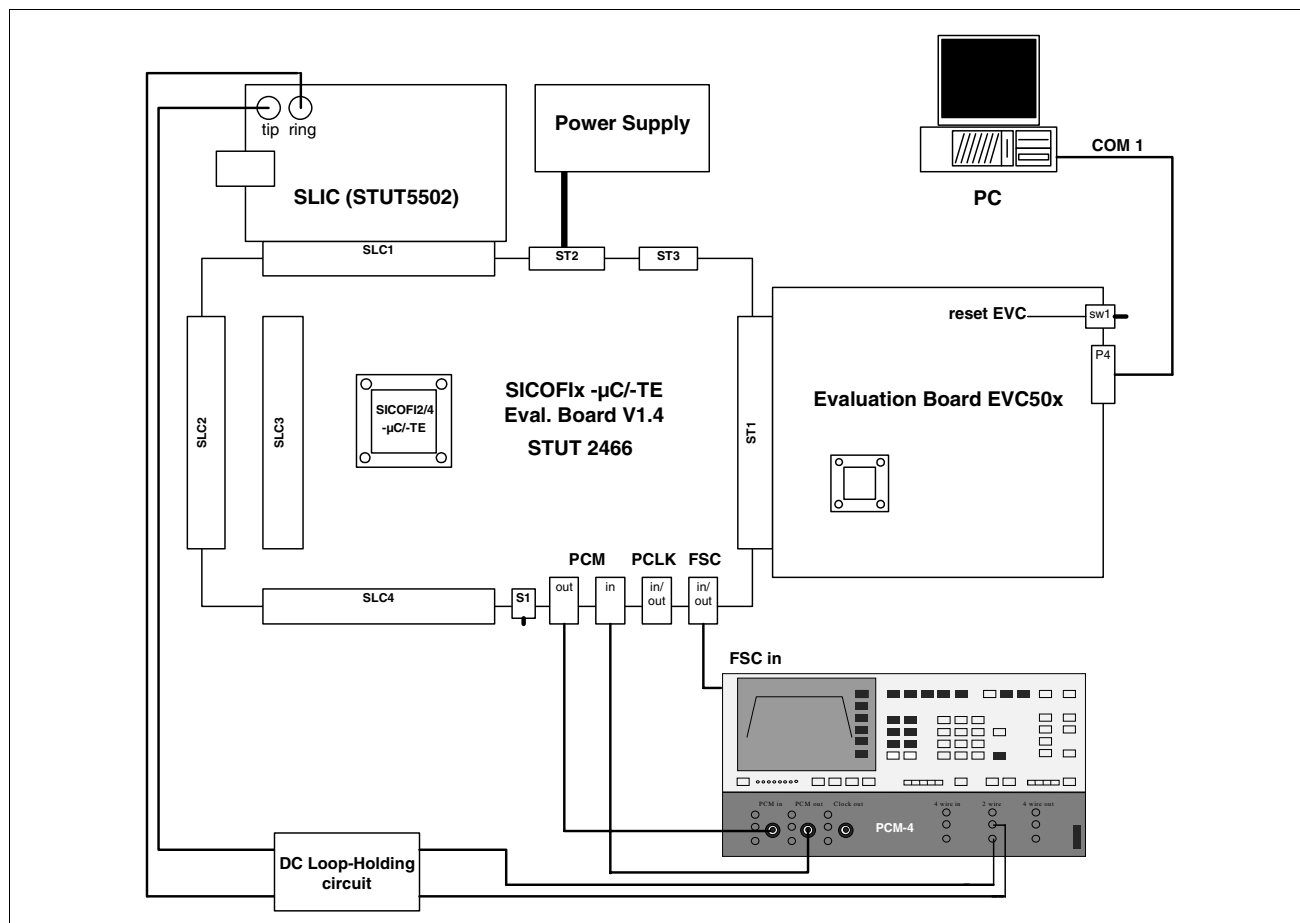 tip ring
SLIC (STUT5502)
Power Supply
COM 1
PC
SLC1
ST2
ST3
reset EVC
sw1
P4
SLC2
SLC3
SICOFI2/4
-µC/-TE
SICOFIx -µC/-TE
Eval. Board V1.4
STUT 2466
ST1
Evaluation Board EVC50x
PCM PCLK FSC
out
in
in/
out
in/
out
SLC4
S1
FSC in
PCM in PCM out Clock out
4 wire in 2 wire 4 wire out
PCM-4
DC Loop-Holding
circuit